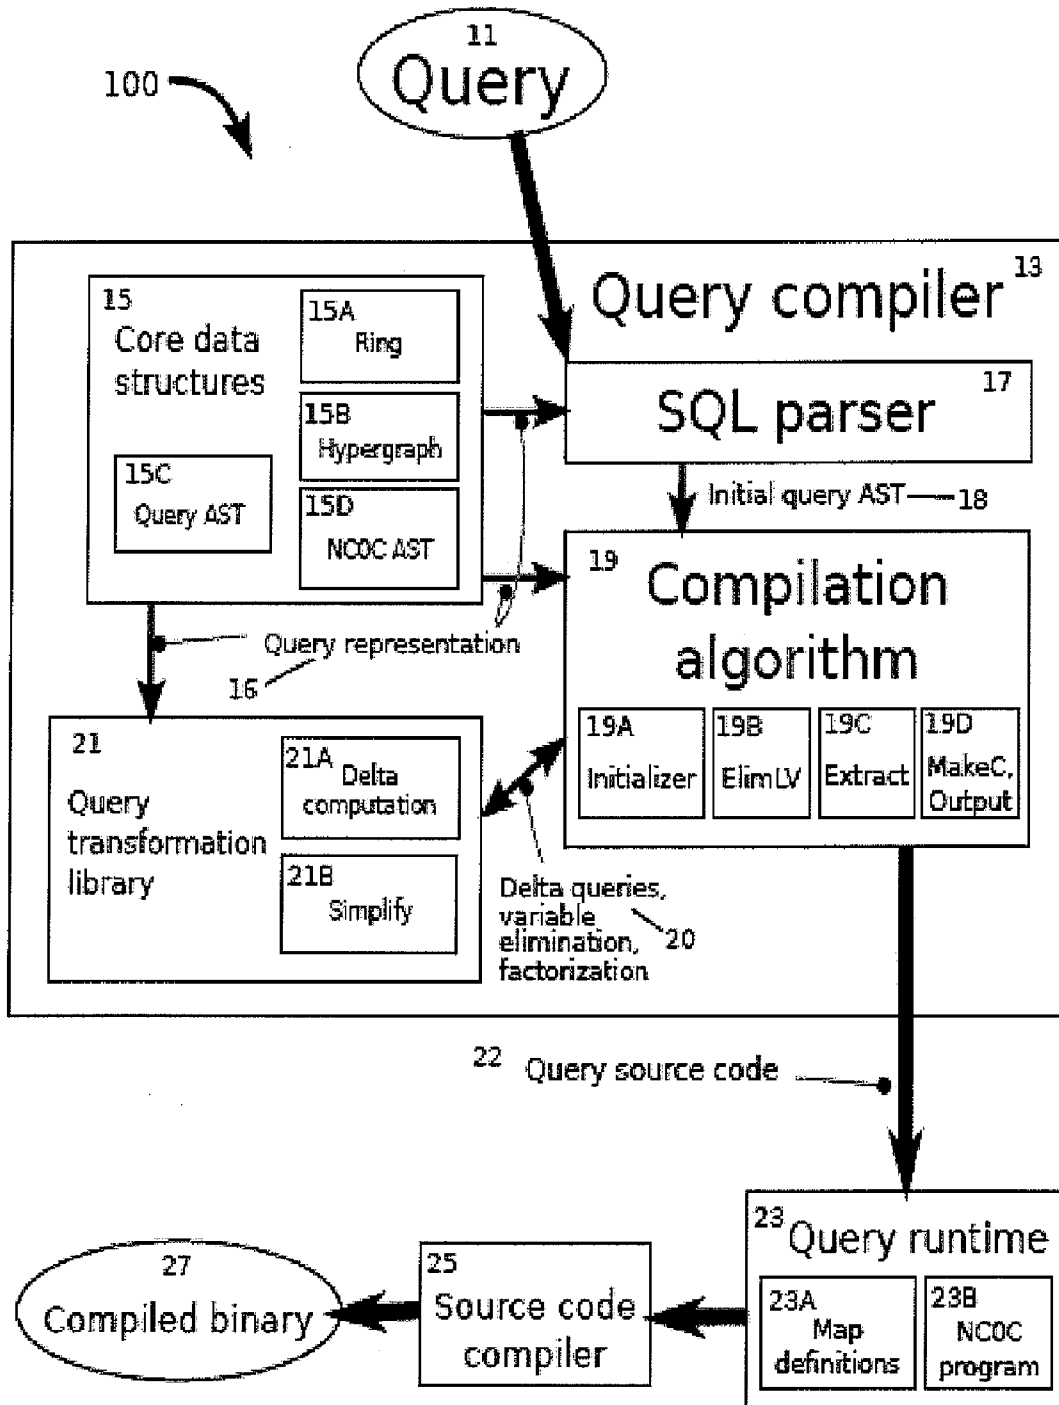 11
Query
100
13
Query compiler
15
Core data
structures
15A
Ring
15B
Hypergraph
15C
Query AST
15D
NC0C AST
17
SQL parser
Initial query AST
18
19
Compilation
algorithm
19A
Initializer
19B
ElimLV
19C
Extract
19D
MakeC,
Output
Query representation
16
21
Query
transformation
library
21A
Delta
computation
21B
Simplify
Delta queries,
variable
elimination,
factorization
20
22
Query source code
23
Query runtime
23A
Map
definitions
23B
NC0C
program
25
Source code
compiler
27
Compiled binary